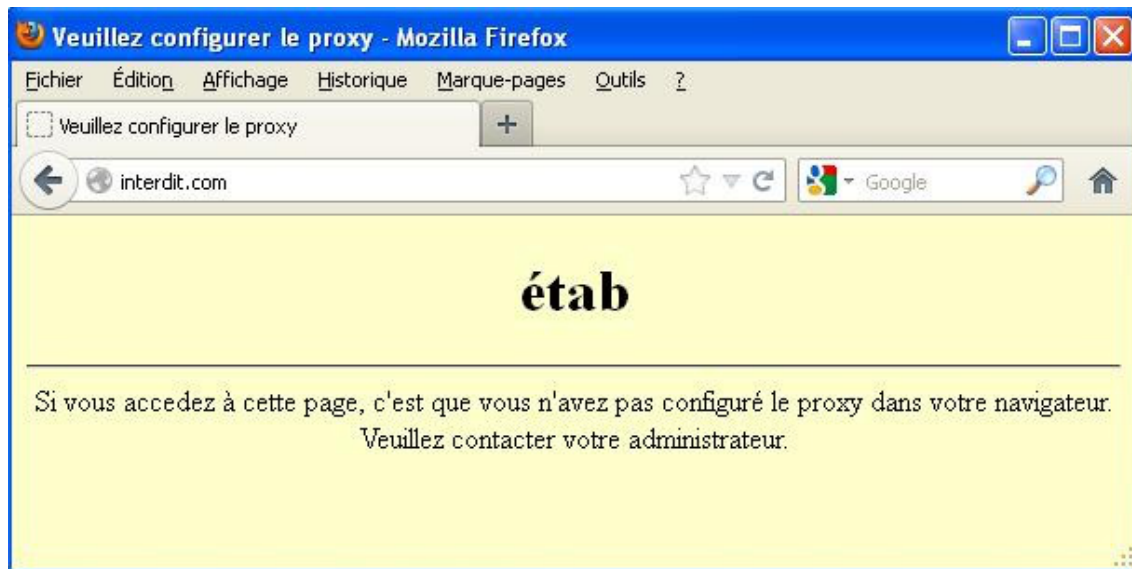 Veuillez configurer le proxy - Mozilla Firefox
Fichier Édition Affichage Historique Marque-pages Outils ?
Veuillez configurer le proxy
interdit.com Google
étab
Si vous accedez à cette page, c'est que vous n'avez pas configuré le proxy dans votre navigateur.
Veuillez contacter votre administrateur.